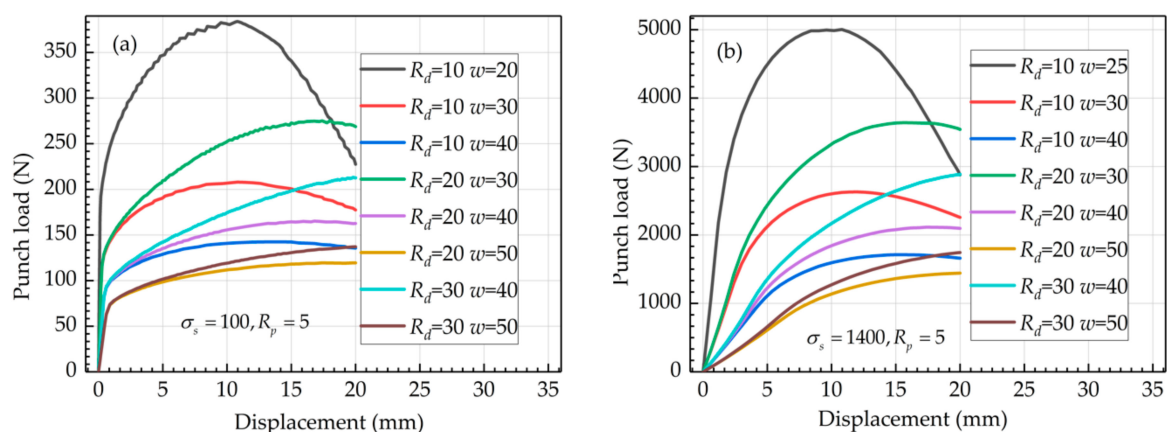 (a)
Punch load (N)
350
300
250
200
150
100
50
0
R_d=10 w=20
R_d=10 w=30
R_d=10 w=40
R_d=20 w=30
R_d=20 w=40
R_d=20 w=50
R_d=30 w=40
R_d=30 w=50
σ_s = 100, R_p = 5
0 5 10 15 20 25 30 35
Displacement (mm)
(b)
Punch load (N)
5000
4000
3000
2000
1000
0
R_d=10 w=25
R_d=10 w=30
R_d=10 w=40
R_d=20 w=30
R_d=20 w=40
R_d=20 w=50
R_d=30 w=40
R_d=30 w=50
σ_s = 1400, R_p = 5
0 5 10 15 20 25 30 35
Displacement (mm)